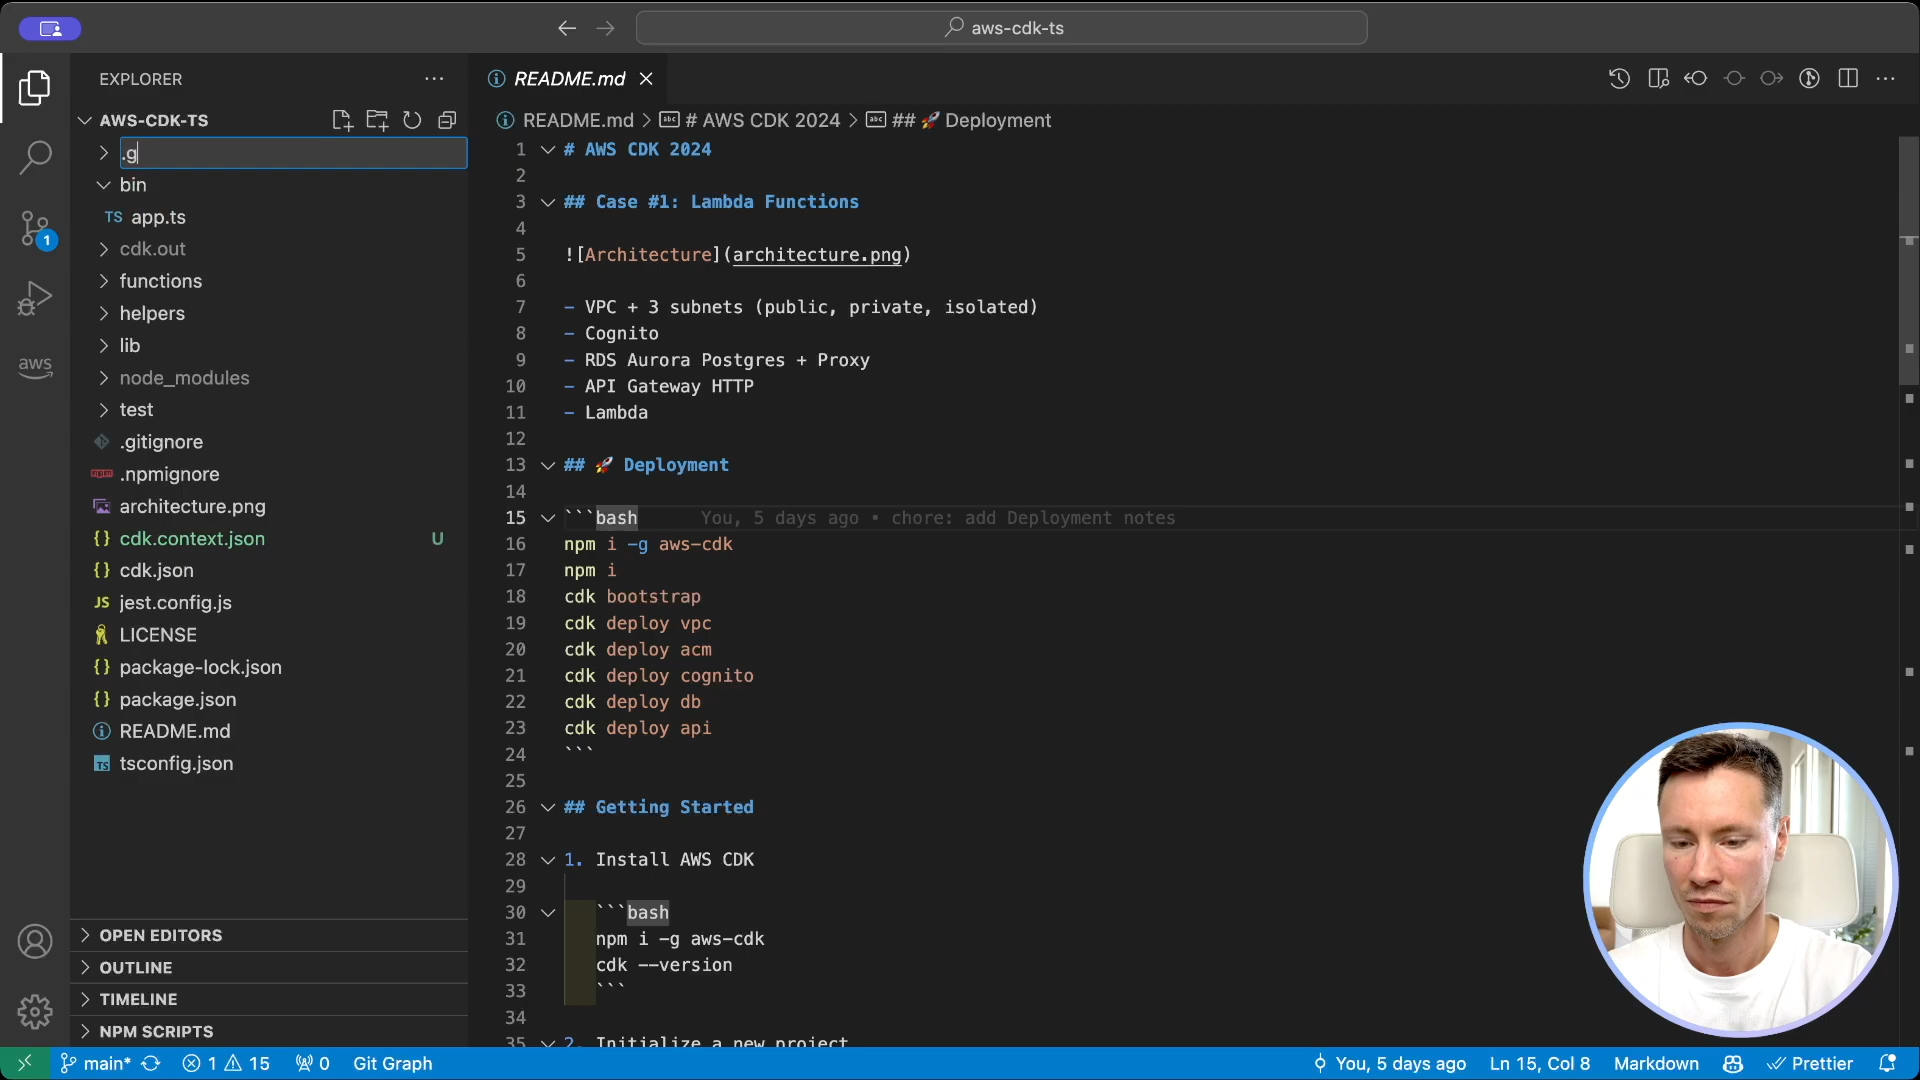 aws-cdk-ts
EXPLORER
README.md
AWS-CDK-TS
README.md > # AWS CDK 2024 > ## 🚀 Deployment
.g
bin
TS app.ts
cdk.out
functions
helpers
lib
node_modules
test
.gitignore
.npmignore
architecture.png
{} cdk.context.json U
{} cdk.json
JS jest.config.js
LICENSE
{} package-lock.json
{} package.json
README.md
TS tsconfig.json
OPEN EDITORS
OUTLINE
TIMELINE
NPM SCRIPTS
aws
1
1 # AWS CDK 2024
2
3 ## Case #1: Lambda Functions
4
5 ![Architecture](architecture.png)
6
7 - VPC + 3 subnets (public, private, isolated)
8 - Cognito
9 - RDS Aurora Postgres + Proxy
10 - API Gateway HTTP
11 - Lambda
12
13 ## 🚀 Deployment
14
15 ```bash You, 5 days ago • chore: add Deployment notes
16 npm i -g aws-cdk
17 npm i
18 cdk bootstrap
19 cdk deploy vpc
20 cdk deploy acm
21 cdk deploy cognito
22 cdk deploy db
23 cdk deploy api
24 ```
25
26 ## Getting Started
27
28 1. Install AWS CDK
29
30 ```bash
31 npm i -g aws-cdk
32 cdk --version
33 ```
34
35 2. Initialize a new project
main* 1 15 0 Git Graph You, 5 days ago Ln 15, Col 8 Markdown Prettier